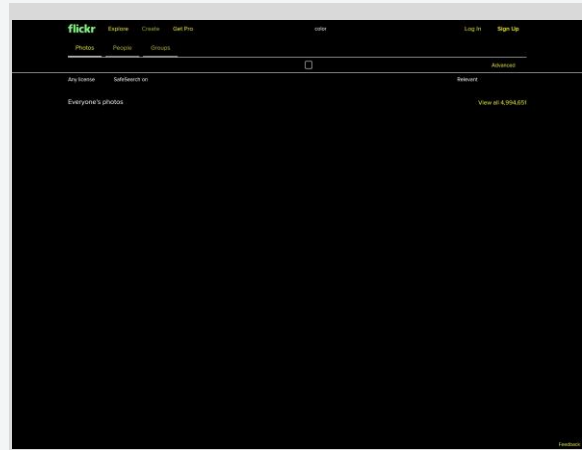 flickr Explore Create Get Pro color Log In Sign Up
Photos People Groups
Advanced
Any license SafeSearch on Relevant
Everyone's photos View all 4,994,651
Feedback